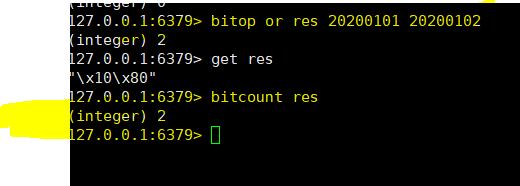 (integer) 0
127.0.0.1:6379> bitop or res 20200101 20200102
(integer) 2
127.0.0.1:6379> get res
"\x10\x80"
127.0.0.1:6379> bitcount res
(integer) 2
127.0.0.1:6379>